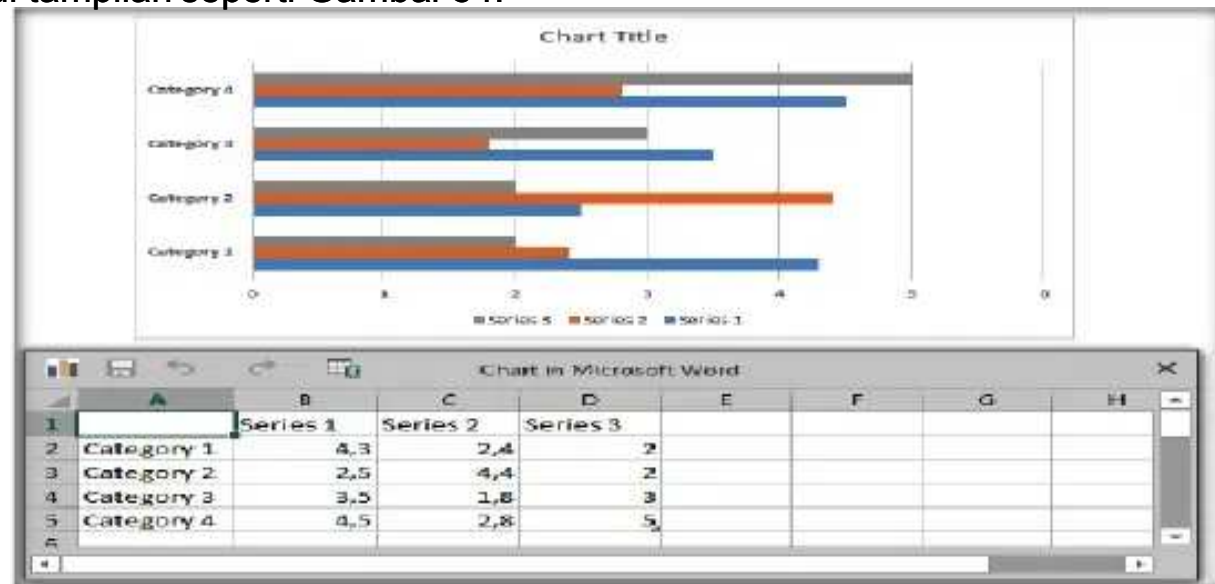 tampilan seperti Gambar 64.
Chart Title
Category 4
Category 3
Category 2
Category 1
0 1 2 3 4 5 6
Series 3 Series 2 Series 1
Chart in Microsoft Word
A B C D E F G H
1 Series 1 Series 2 Series 3
2 Category 1 4,3 2,4 2
3 Category 2 2,5 4,4 2
4 Category 3 3,5 1,8 3
5 Category 4 4,5 2,8 5
6